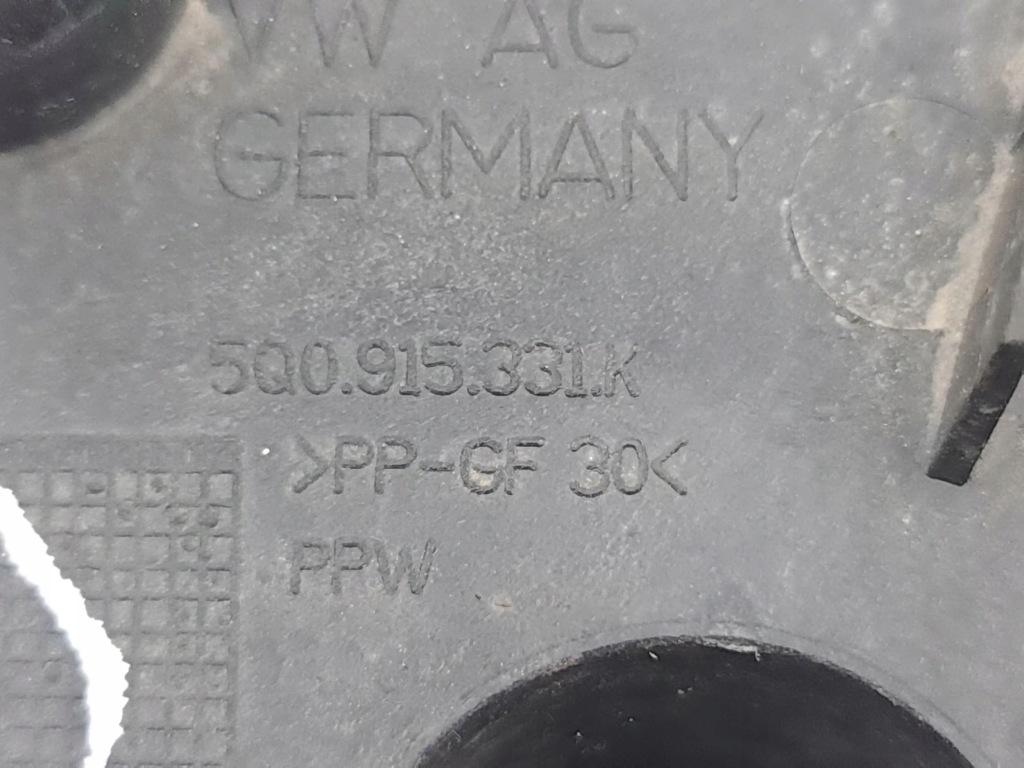 VW AG
GERMANY
5Q0.915.331.K
>PP-GF 30<
PPW